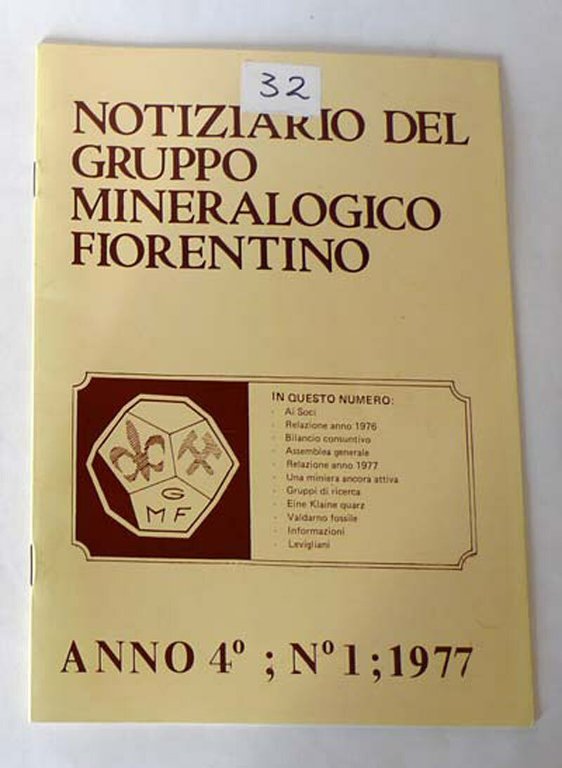 32
NOTIZIARIO DEL
GRUPPO
MINERALOGICO
FIORENTINO
IN QUESTO NUMERO:
- Ai Soci
- Relazione anno 1976
- Bilancio consuntivo
- Assemblea generale
- Relazione anno 1977
- Una miniera ancora attiva
- Gruppi di ricerca
- Eine Klaine quarz
- Valdarno fossile
- Informazioni
- Levigliani
G
M F
ANNO 4º ; Nº 1 ; 1977